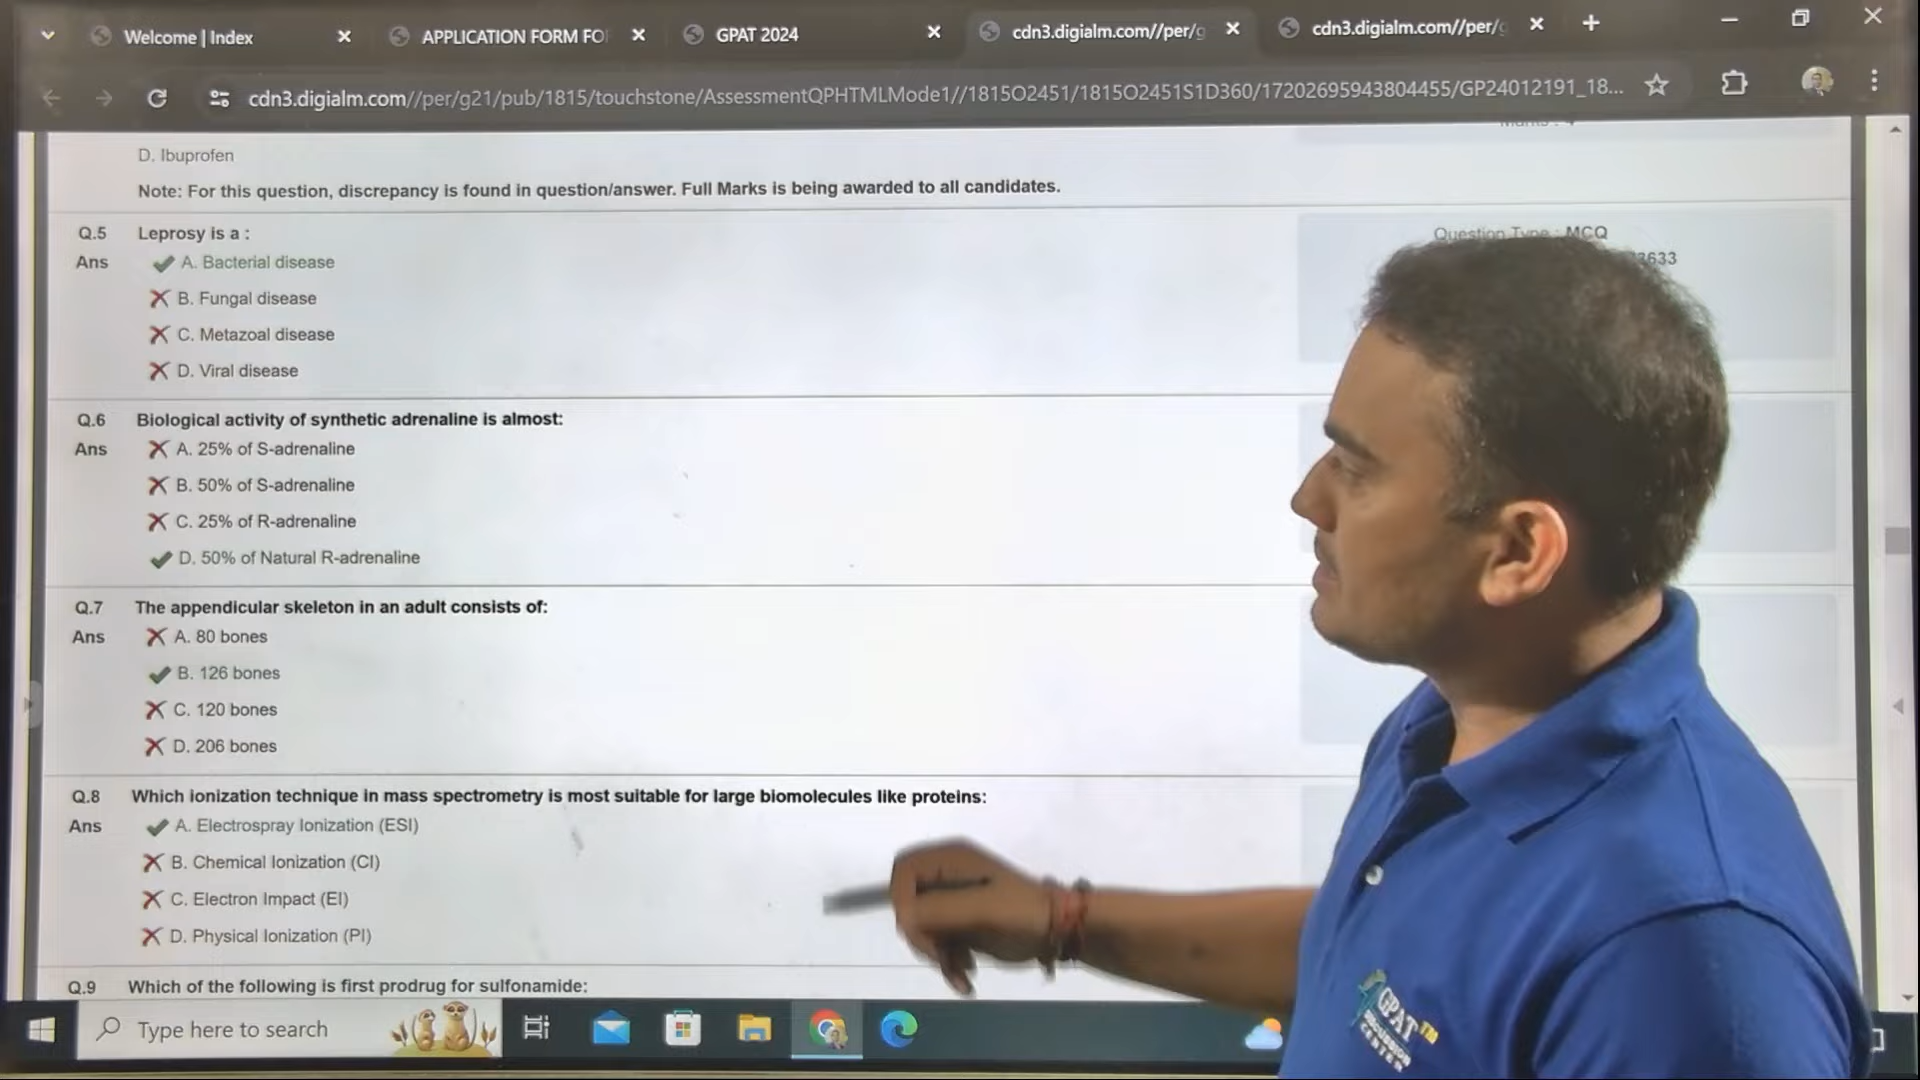 Welcome | Index
APPLICATION FORM FO
GPAT 2024
cdn3.digialm.com//per/g
cdn3.digialm.com//per/g
cdn3.digialm.com//per/g21/pub/1815/touchstone/AssessmentQPHTMLMode1//1815O2451/1815O2451S1D360/17202695943804455/GP24012191_18...
D. Ibuprofen
Note: For this question, discrepancy is found in question/answer. Full Marks is being awarded to all candidates.
Q.5 Leprosy is a :
Question Type : MCQ
3633
Ans A. Bacterial disease
B. Fungal disease
C. Metazoal disease
D. Viral disease
Q.6 Biological activity of synthetic adrenaline is almost:
Ans A. 25% of S-adrenaline
B. 50% of S-adrenaline
C. 25% of R-adrenaline
D. 50% of Natural R-adrenaline
Q.7 The appendicular skeleton in an adult consists of:
Ans A. 80 bones
B. 126 bones
C. 120 bones
D. 206 bones
Q.8 Which ionization technique in mass spectrometry is most suitable for large biomolecules like proteins:
Ans A. Electrospray Ionization (ESI)
B. Chemical Ionization (CI)
C. Electron Impact (EI)
D. Physical Ionization (PI)
Q.9 Which of the following is first prodrug for sulfonamide:
Type here to search
GPAT™
DISCUSSION
CENTER